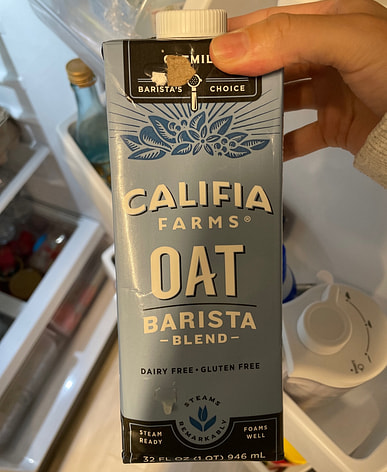 BARISTA'S CHOICE
CALIFIA
FARMS®
OAT
BARISTA
–BLEND–
DAIRY FREE • GLUTEN FREE
STEAMS
REMARKABLY
STEAM
READY
FOAMS
WELL
32 FL OZ (1 QT) 946 mL